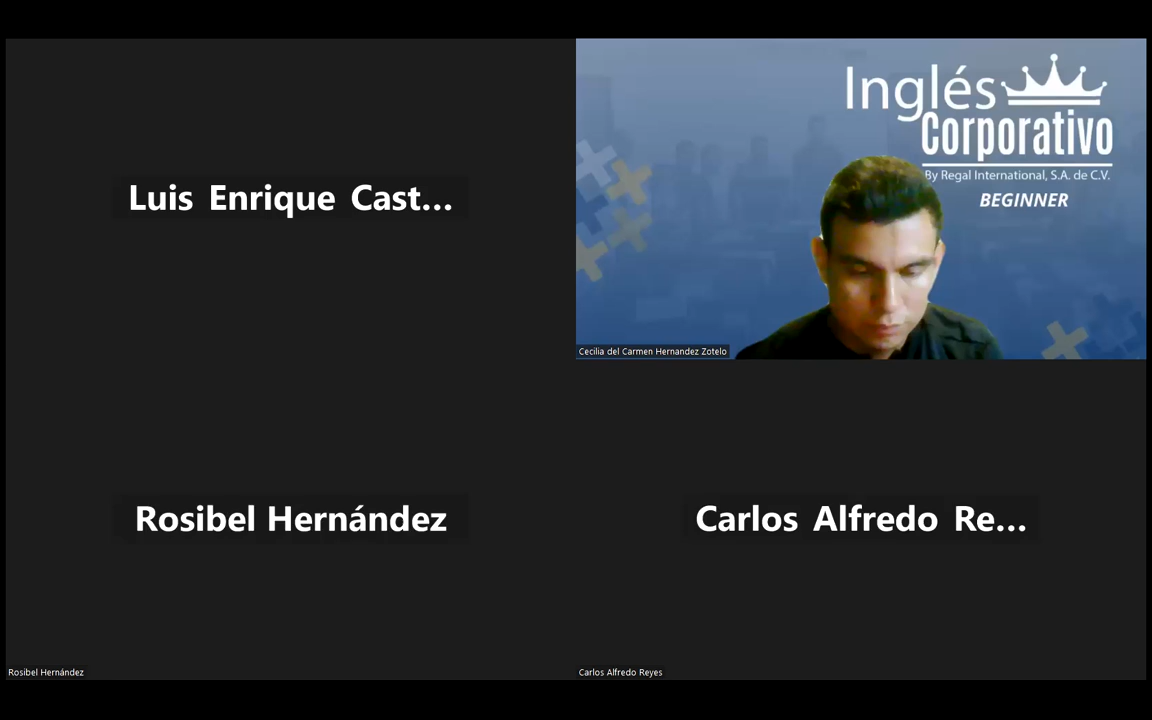 Luis Enrique Cast...
Inglés
Corporativo
By Regal International, S.A. de C.V.
BEGINNER
Cecilia del Carmen Hernandez Zotelo
Rosibel Hernández
Carlos Alfredo Re...
Rosibel Hernández
Carlos Alfredo Reyes